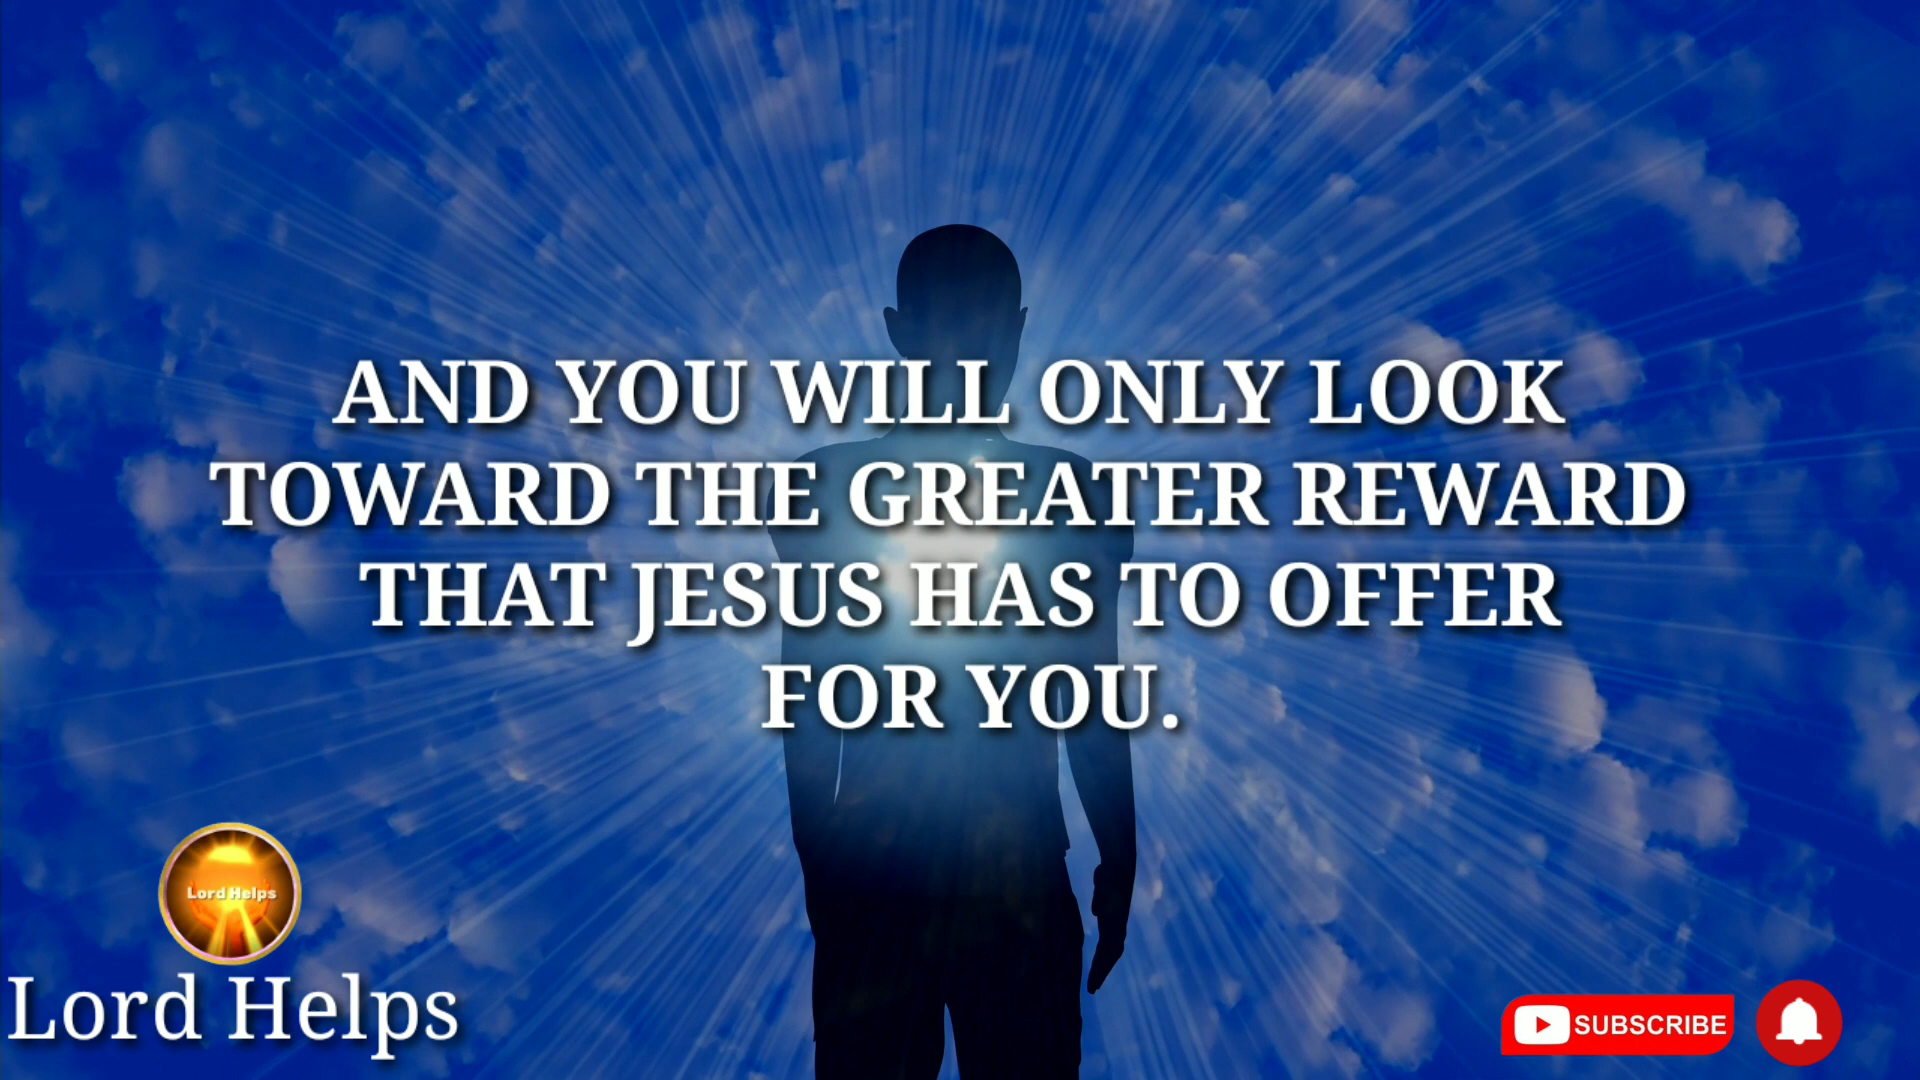 AND YOU WILL ONLY LOOK
TOWARD THE GREATER REWARD
THAT JESUS HAS TO OFFER
FOR YOU.
Lord Helps
Lord Helps
SUBSCRIBE